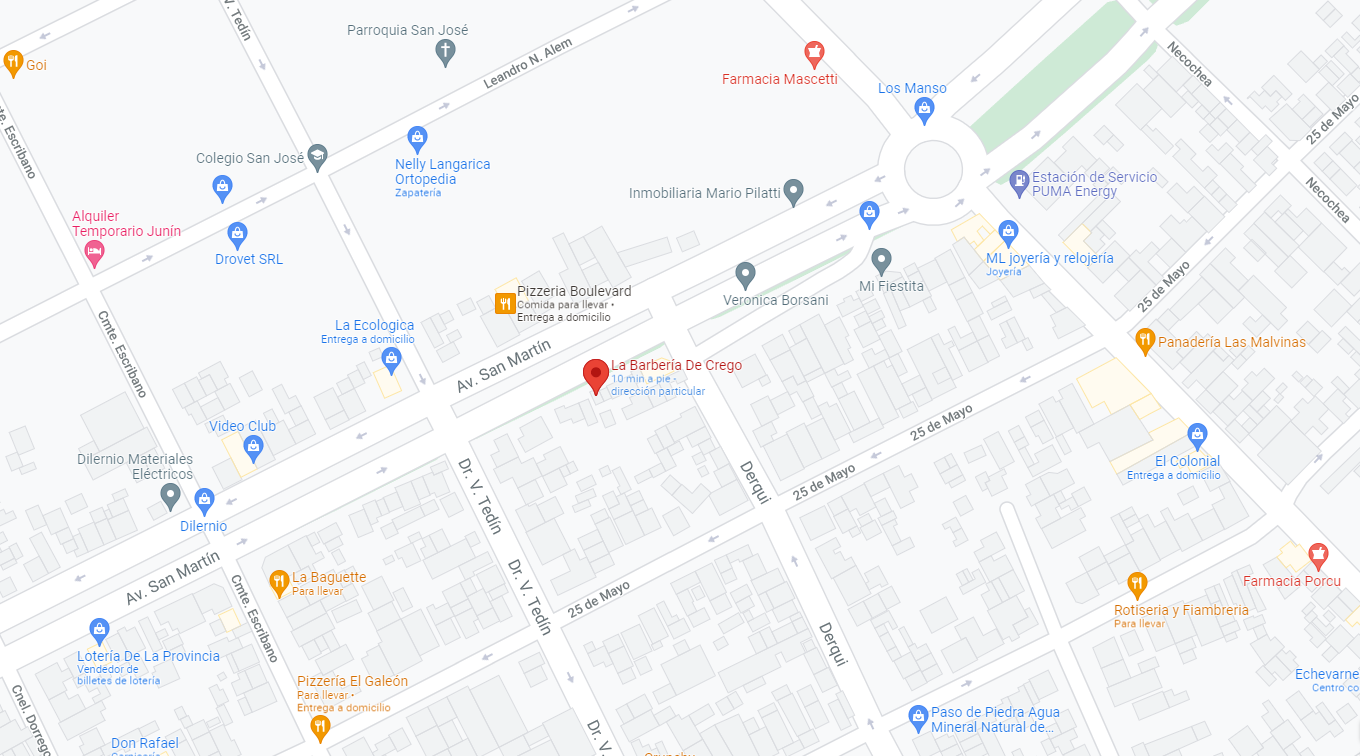 V. Tedín
Parroquia San José
Leandro N. Alem
Goi
Farmacia Mascetti
Los Manso
Necochea
25 de Mayo
Cmte. Escribano
Colegio San José
Nelly Langarica
Ortopedia
Zapatería
Inmobiliaria Mario Pilatti
Estación de Servicio
PUMA Energy
Necochea
Alquiler
Temporario Junín
Drovet SRL
ML joyería y relojería
Joyería
25 de Mayo
Mi Fiestita
Veronica Borsani
Pizzeria Boulevard
Comida para llevar •
Entrega a domicilio
Cmte. Escribano
La Ecologica
Entrega a domicilio
Av. San Martín
Panadería Las Malvinas
La Barbería De Crego
10 min a pie -
dirección particular
Video Club
25 de Mayo
Dilernio Materiales
Eléctricos
Dr. V. Tedín
Derqui
25 de Mayo
El Colonial
Entrega a domicilio
Dilernio
Av. San Martín
La Baguette
Para llevar
Cmte. Escribano
Dr. V. Tedín
25 de Mayo
Farmacia Porcu
Rotiseria y Fiambreria
Para llevar
Derqui
Lotería De La Provincia
Vendedor de
billetes de lotería
Pizzería El Galeón
Para llevar •
Entrega a domicilio
Echevarne
Centro co
Cnel. Dorrego
Paso de Piedra Agua
Mineral Natural de...
Don Rafael
Dr. V.